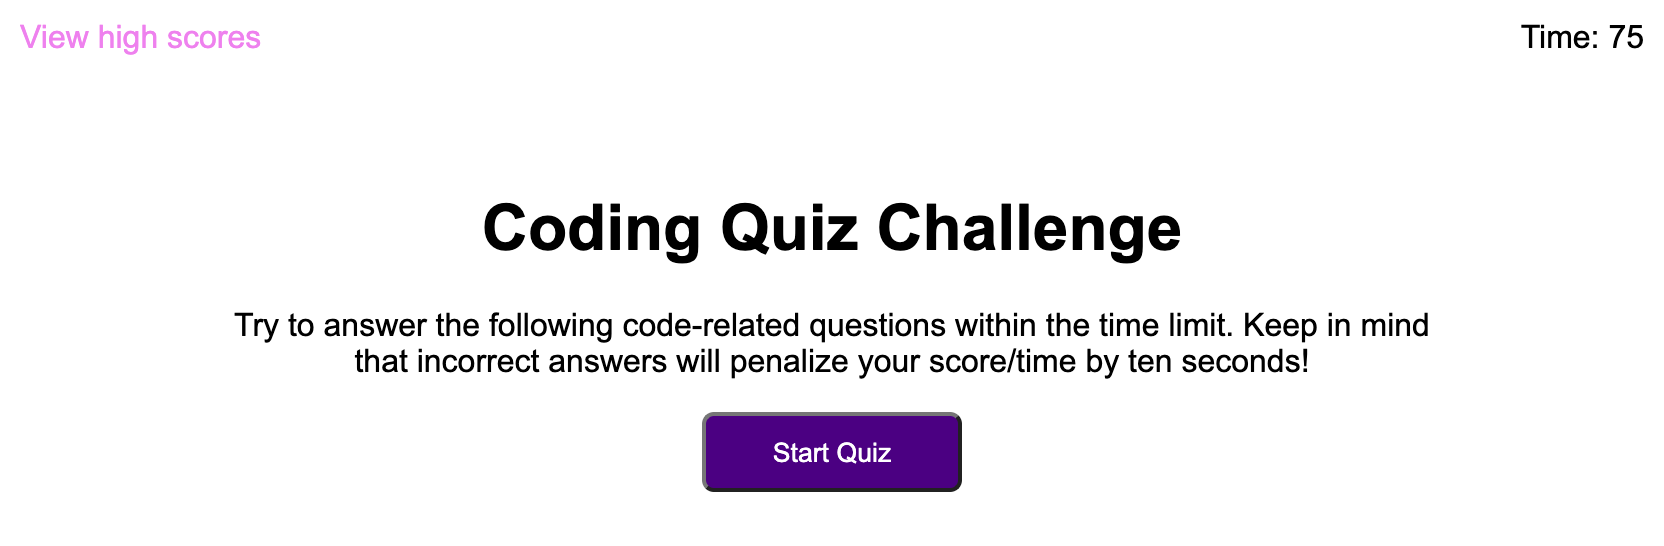 View high scores
Time: 75
Coding Quiz Challenge
Try to answer the following code-related questions within the time limit. Keep in mind
that incorrect answers will penalize your score/time by ten seconds!
Start Quiz